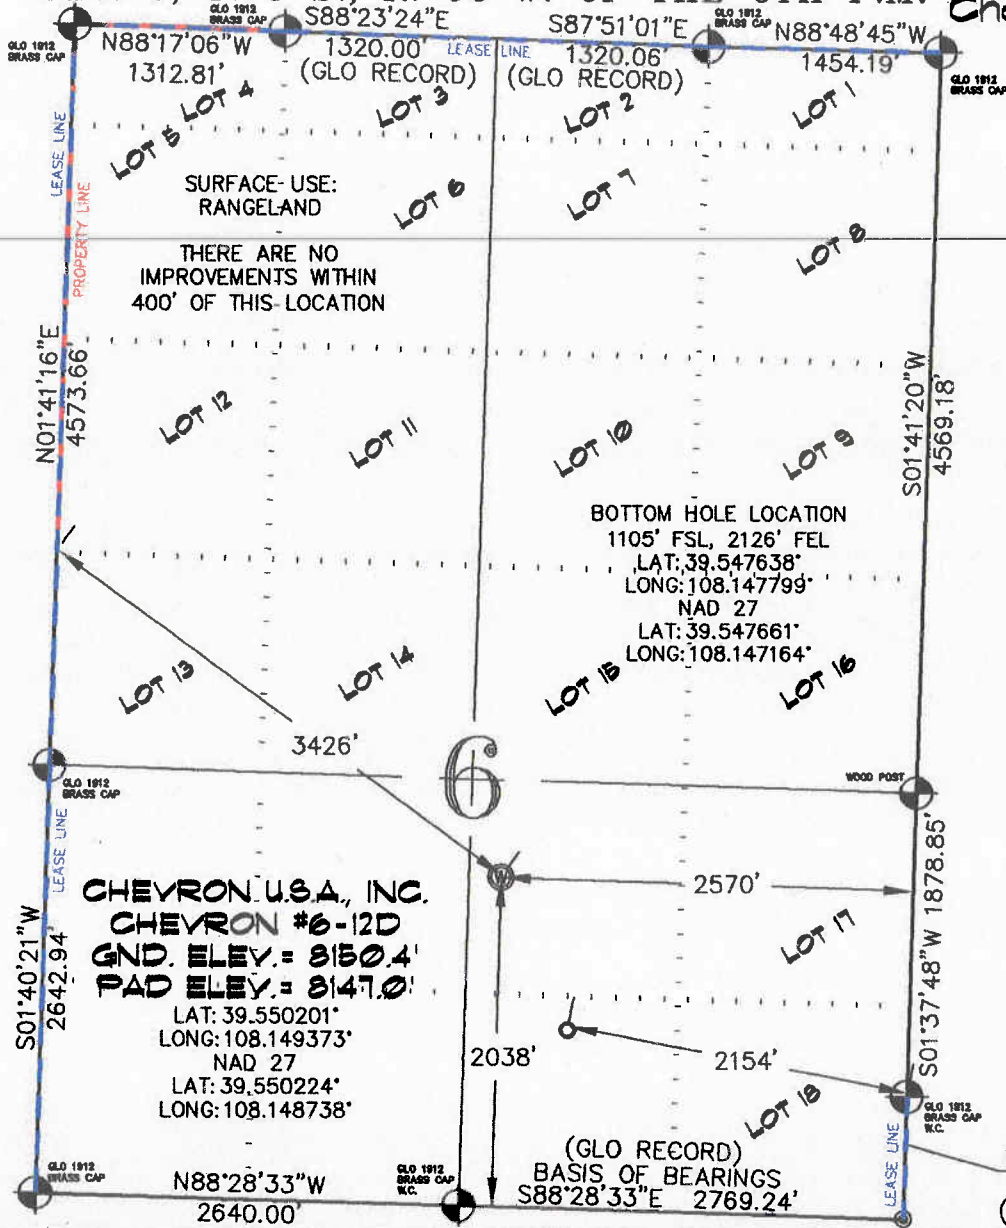 GLO 1912
BRASS CAP
GLO 1912
BRASS CAP
S88°23'24"E
S87°51'01"E
GLO 1912
BRASS CAP
N88°17'06"W
1312.81'
1320.00'
(GLO RECORD)
LEASE LINE
1320.06'
(GLO RECORD)
N88°48'45"W
1454.19'
GLO 1912
BRASS CAP
LOT 5
LOT 4
LOT 3
LOT 2
LOT 1
LEASE LINE
PROPERTY LINE
SURFACE USE:
RANGELAND
LOT 6
LOT 7
LOT 8
THERE ARE NO
IMPROVEMENTS WITHIN
400' OF THIS LOCATION
N01°41'16"E
4573.66'
S01°41'20"W
4569.18'
LOT 12
LOT 11
LOT 10
LOT 9
BOTTOM HOLE LOCATION
1105' FSL, 2126' FEL
LAT: 39.547638°
LONG: 108.147799°
NAD 27
LAT: 39.547661°
LONG: 108.147164°
LOT 13
LOT 14
LOT 15
LOT 16
3426'
6
GLO 1912
BRASS CAP
WOOD POST
LEASE LINE
W
2570'
S01°37'48"W 1878.85'
LOT 17
CHEVRON U.S.A., INC.
CHEVRON #6-12D
GND. ELEV.= 8150.4'
PAD ELEV.= 8147.0'
LAT: 39.550201°
LONG: 108.149373°
NAD 27
LAT: 39.550224°
LONG: 108.148738°
S01°40'21"W
2642.94'
2038'
2154'
LOT 18
GLO 1912
BRASS CAP
W.C.
LEASE LINE
GLO 1912
BRASS CAP
N88°28'33"W
2640.00'
GLO 1912
BRASS CAP
W.C.
(GLO RECORD)
BASIS OF BEARINGS
S88°28'33"E 2769.24'